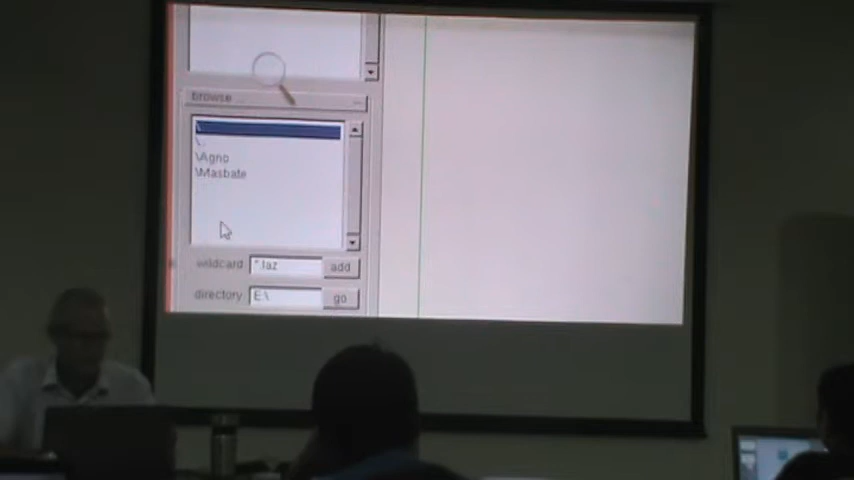 browse ...
\
\..
\Agno
\Masbate
wildcard *.laz add
directory E:\ go